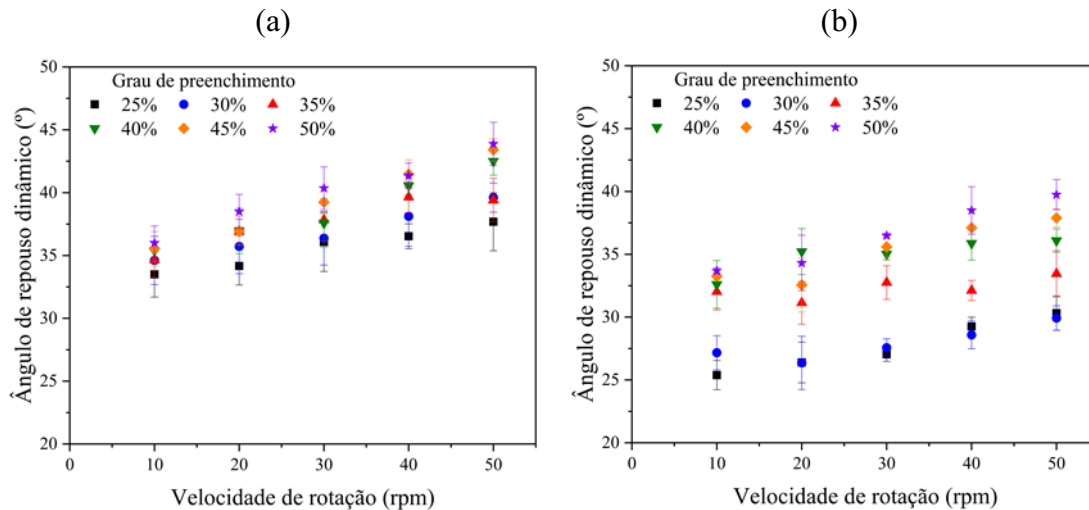 (a)
Grau de preenchimento
25% 30% 35%
40% 45% 50%
Ângulo de repouso dinâmico (º)
50
45
40
35
30
25
20
0 10 20 30 40 50
Velocidade de rotação (rpm)
(b)
Grau de preenchimento
25% 30% 35%
40% 45% 50%
Ângulo de repouso dinâmico (º)
50
45
40
35
30
25
20
0 10 20 30 40 50
Velocidade de rotação (rpm)